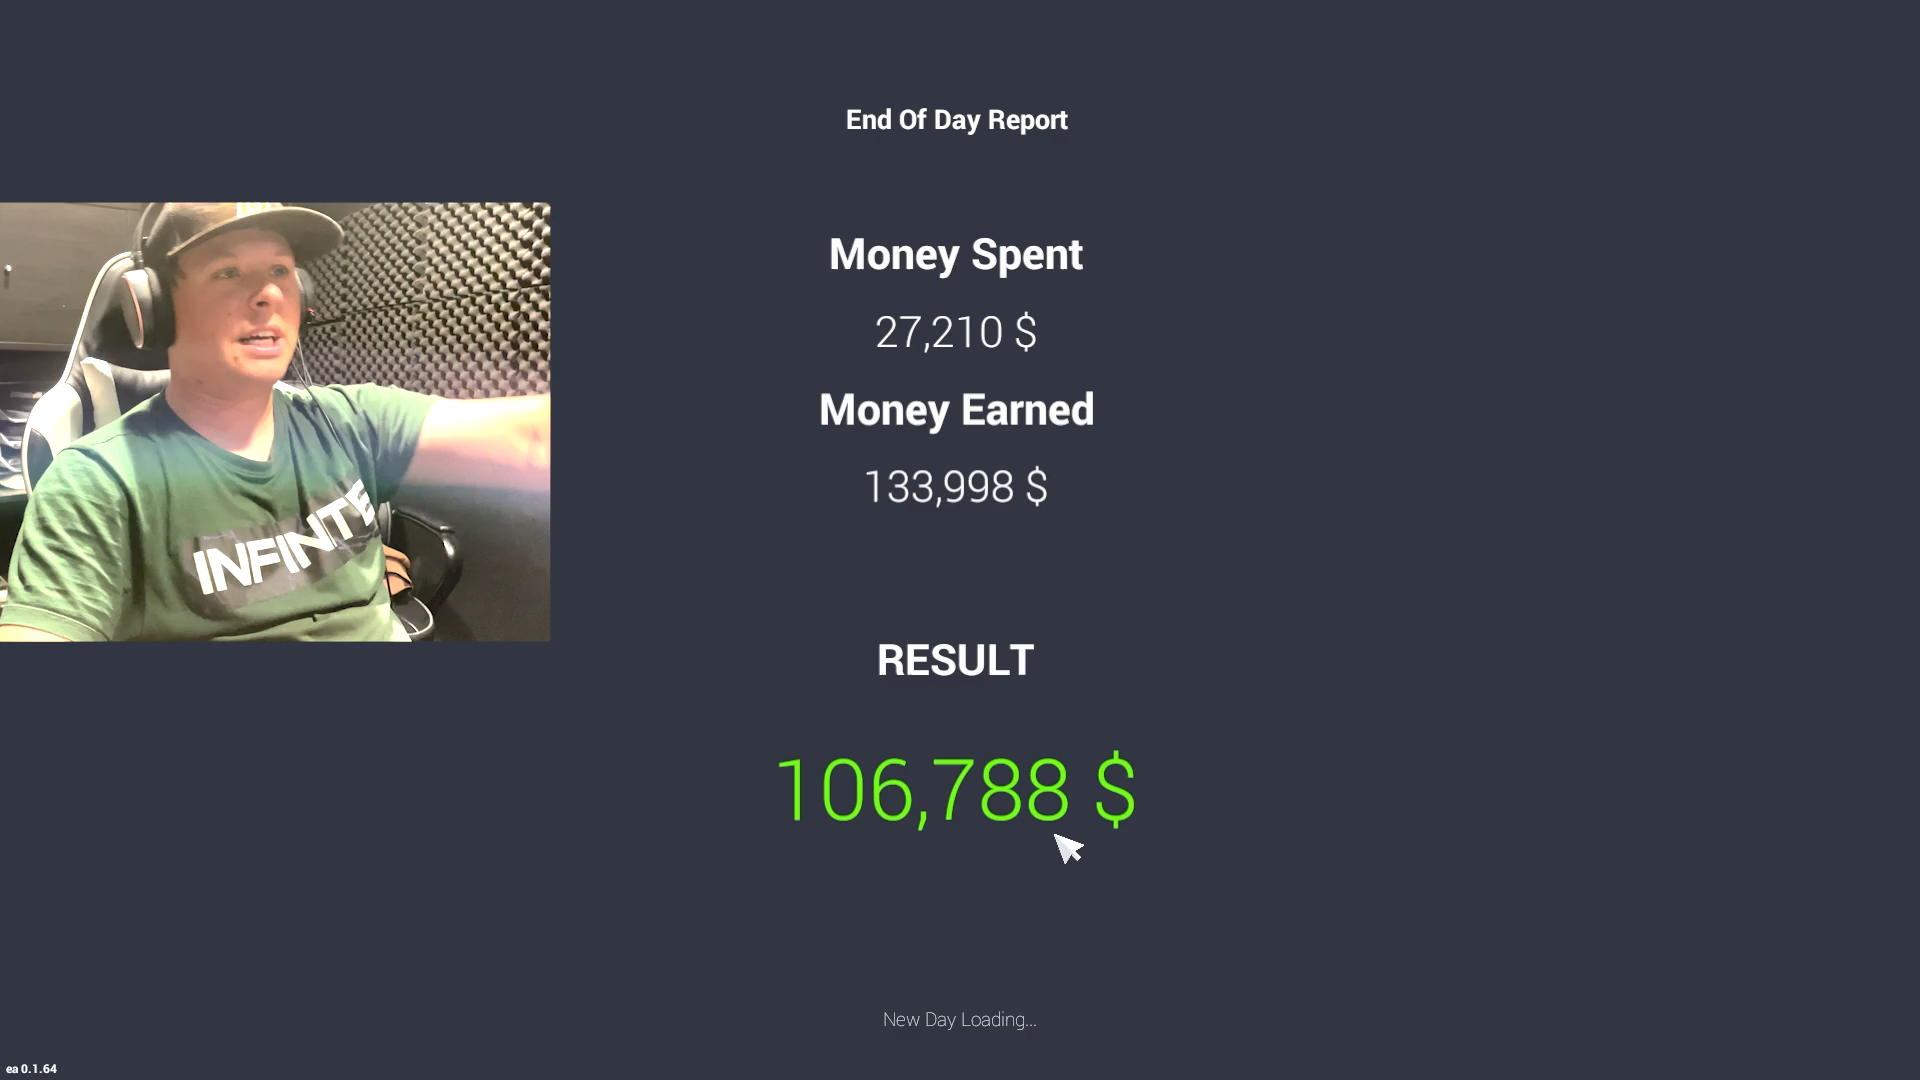 End Of Day Report
Money Spent
27,210 $
Money Earned
133,998 $
INFINITE
RESULT
106,788 $
New Day Loading...
ea 0.1.64